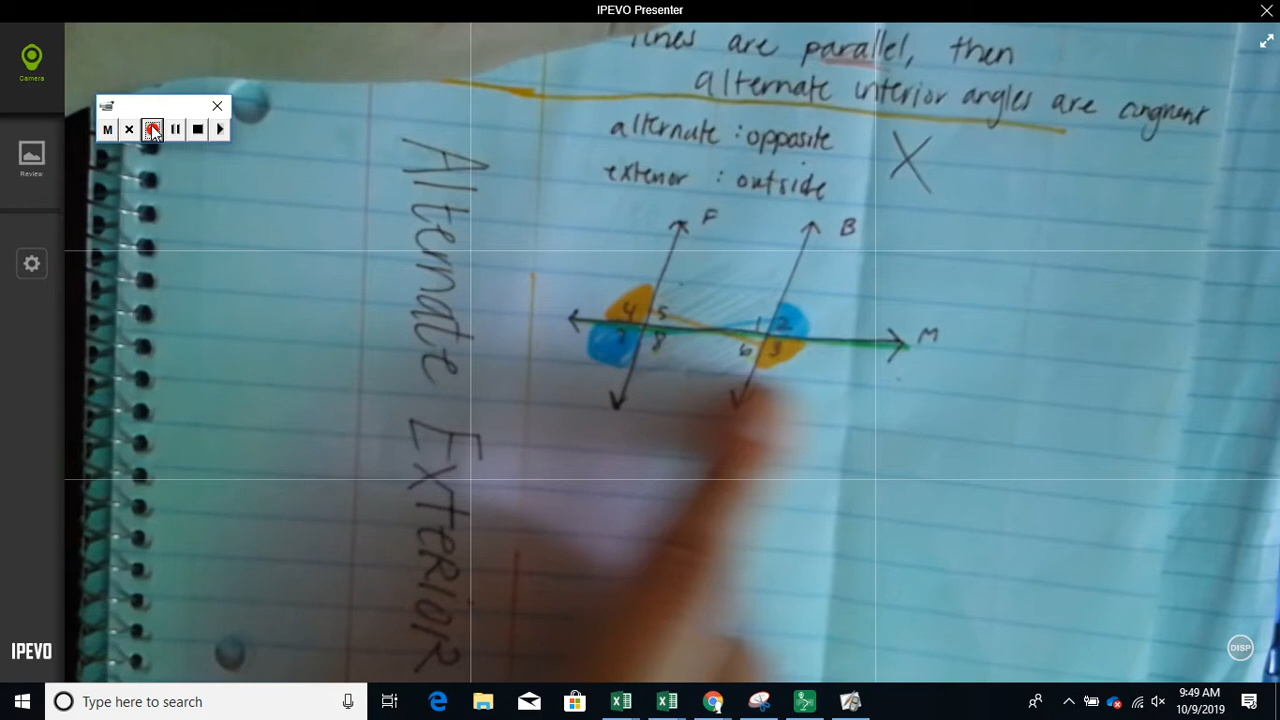 IPEVO Presenter
Camera
Review
IPEVO
M
lines are parallel, then
alternate interior angles are congruent
alternate : opposite
exterior : outside
X
F
B
4 5 1 2
7 8 6 3
M
Alternate Exterior
DISP
Type here to search
9:49 AM
10/9/2019